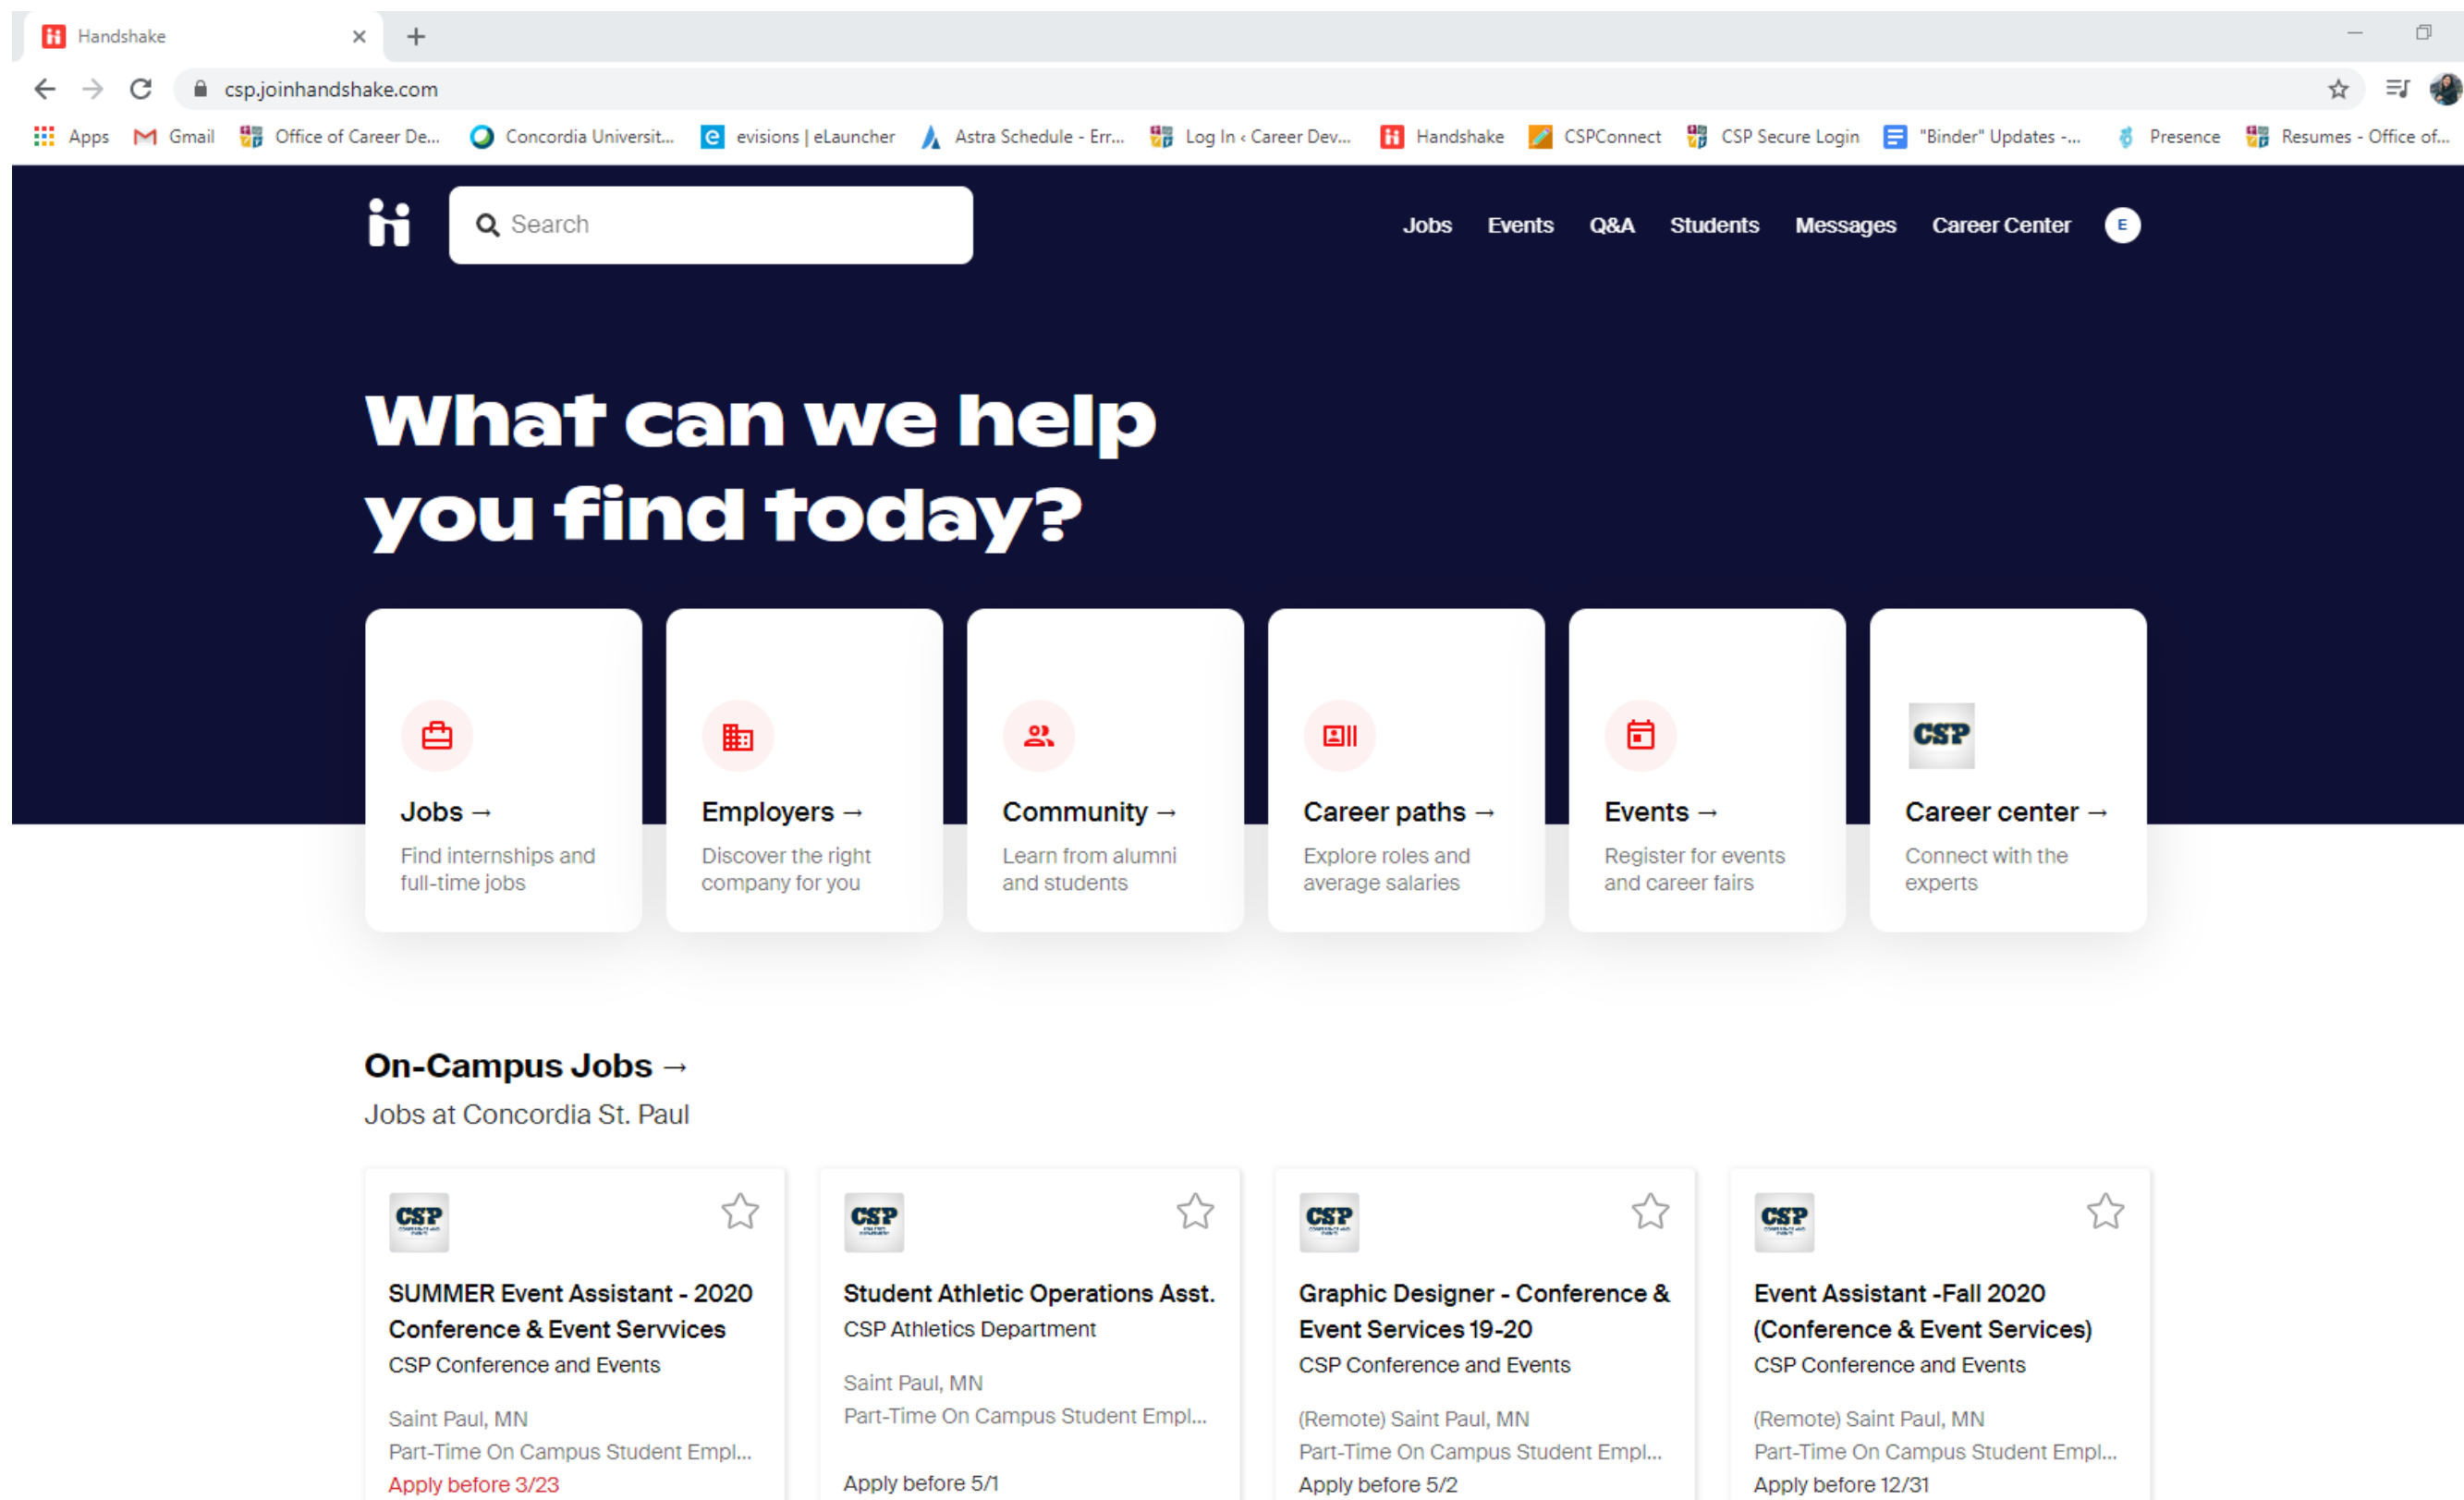 Handshake
csp.joinhandshake.com
Apps Gmail Office of Career De... Concordia Universit... evisions | eLauncher Astra Schedule - Err... Log In ‹ Career Dev... Handshake CSPConnect CSP Secure Login "Binder" Updates -... Presence Resumes - Office of...
Search
Jobs Events Q&A Students Messages Career Center E
What can we help
you find today?
CSP
Jobs → Employers → Community → Career paths → Events → Career center →
Find internships and
full-time jobs
Discover the right
company for you
Learn from alumni
and students
Explore roles and
average salaries
Register for events
and career fairs
Connect with the
experts
On-Campus Jobs →
Jobs at Concordia St. Paul
CSP
SUMMER Event Assistant - 2020
Conference & Event Servvices
CSP Conference and Events
Saint Paul, MN
Part-Time On Campus Student Empl...
Apply before 3/23
CSP
Student Athletic Operations Asst.
CSP Athletics Department
Saint Paul, MN
Part-Time On Campus Student Empl...
Apply before 5/1
CSP
Graphic Designer - Conference &
Event Services 19-20
CSP Conference and Events
(Remote) Saint Paul, MN
Part-Time On Campus Student Empl...
Apply before 5/2
CSP
Event Assistant -Fall 2020
(Conference & Event Services)
CSP Conference and Events
(Remote) Saint Paul, MN
Part-Time On Campus Student Empl...
Apply before 12/31